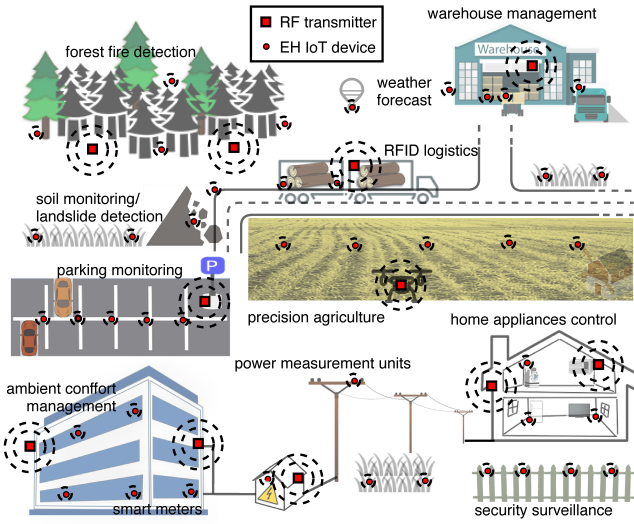 RF transmitter
EH IoT device
warehouse management
forest fire detection
Warehouse
weather
forecast
RFID logistics
soil monitoring/
landslide detection
parking monitoring
P
precision agriculture
home appliances control
power measurement units
ambient conffort
management
smart meters
security surveillance